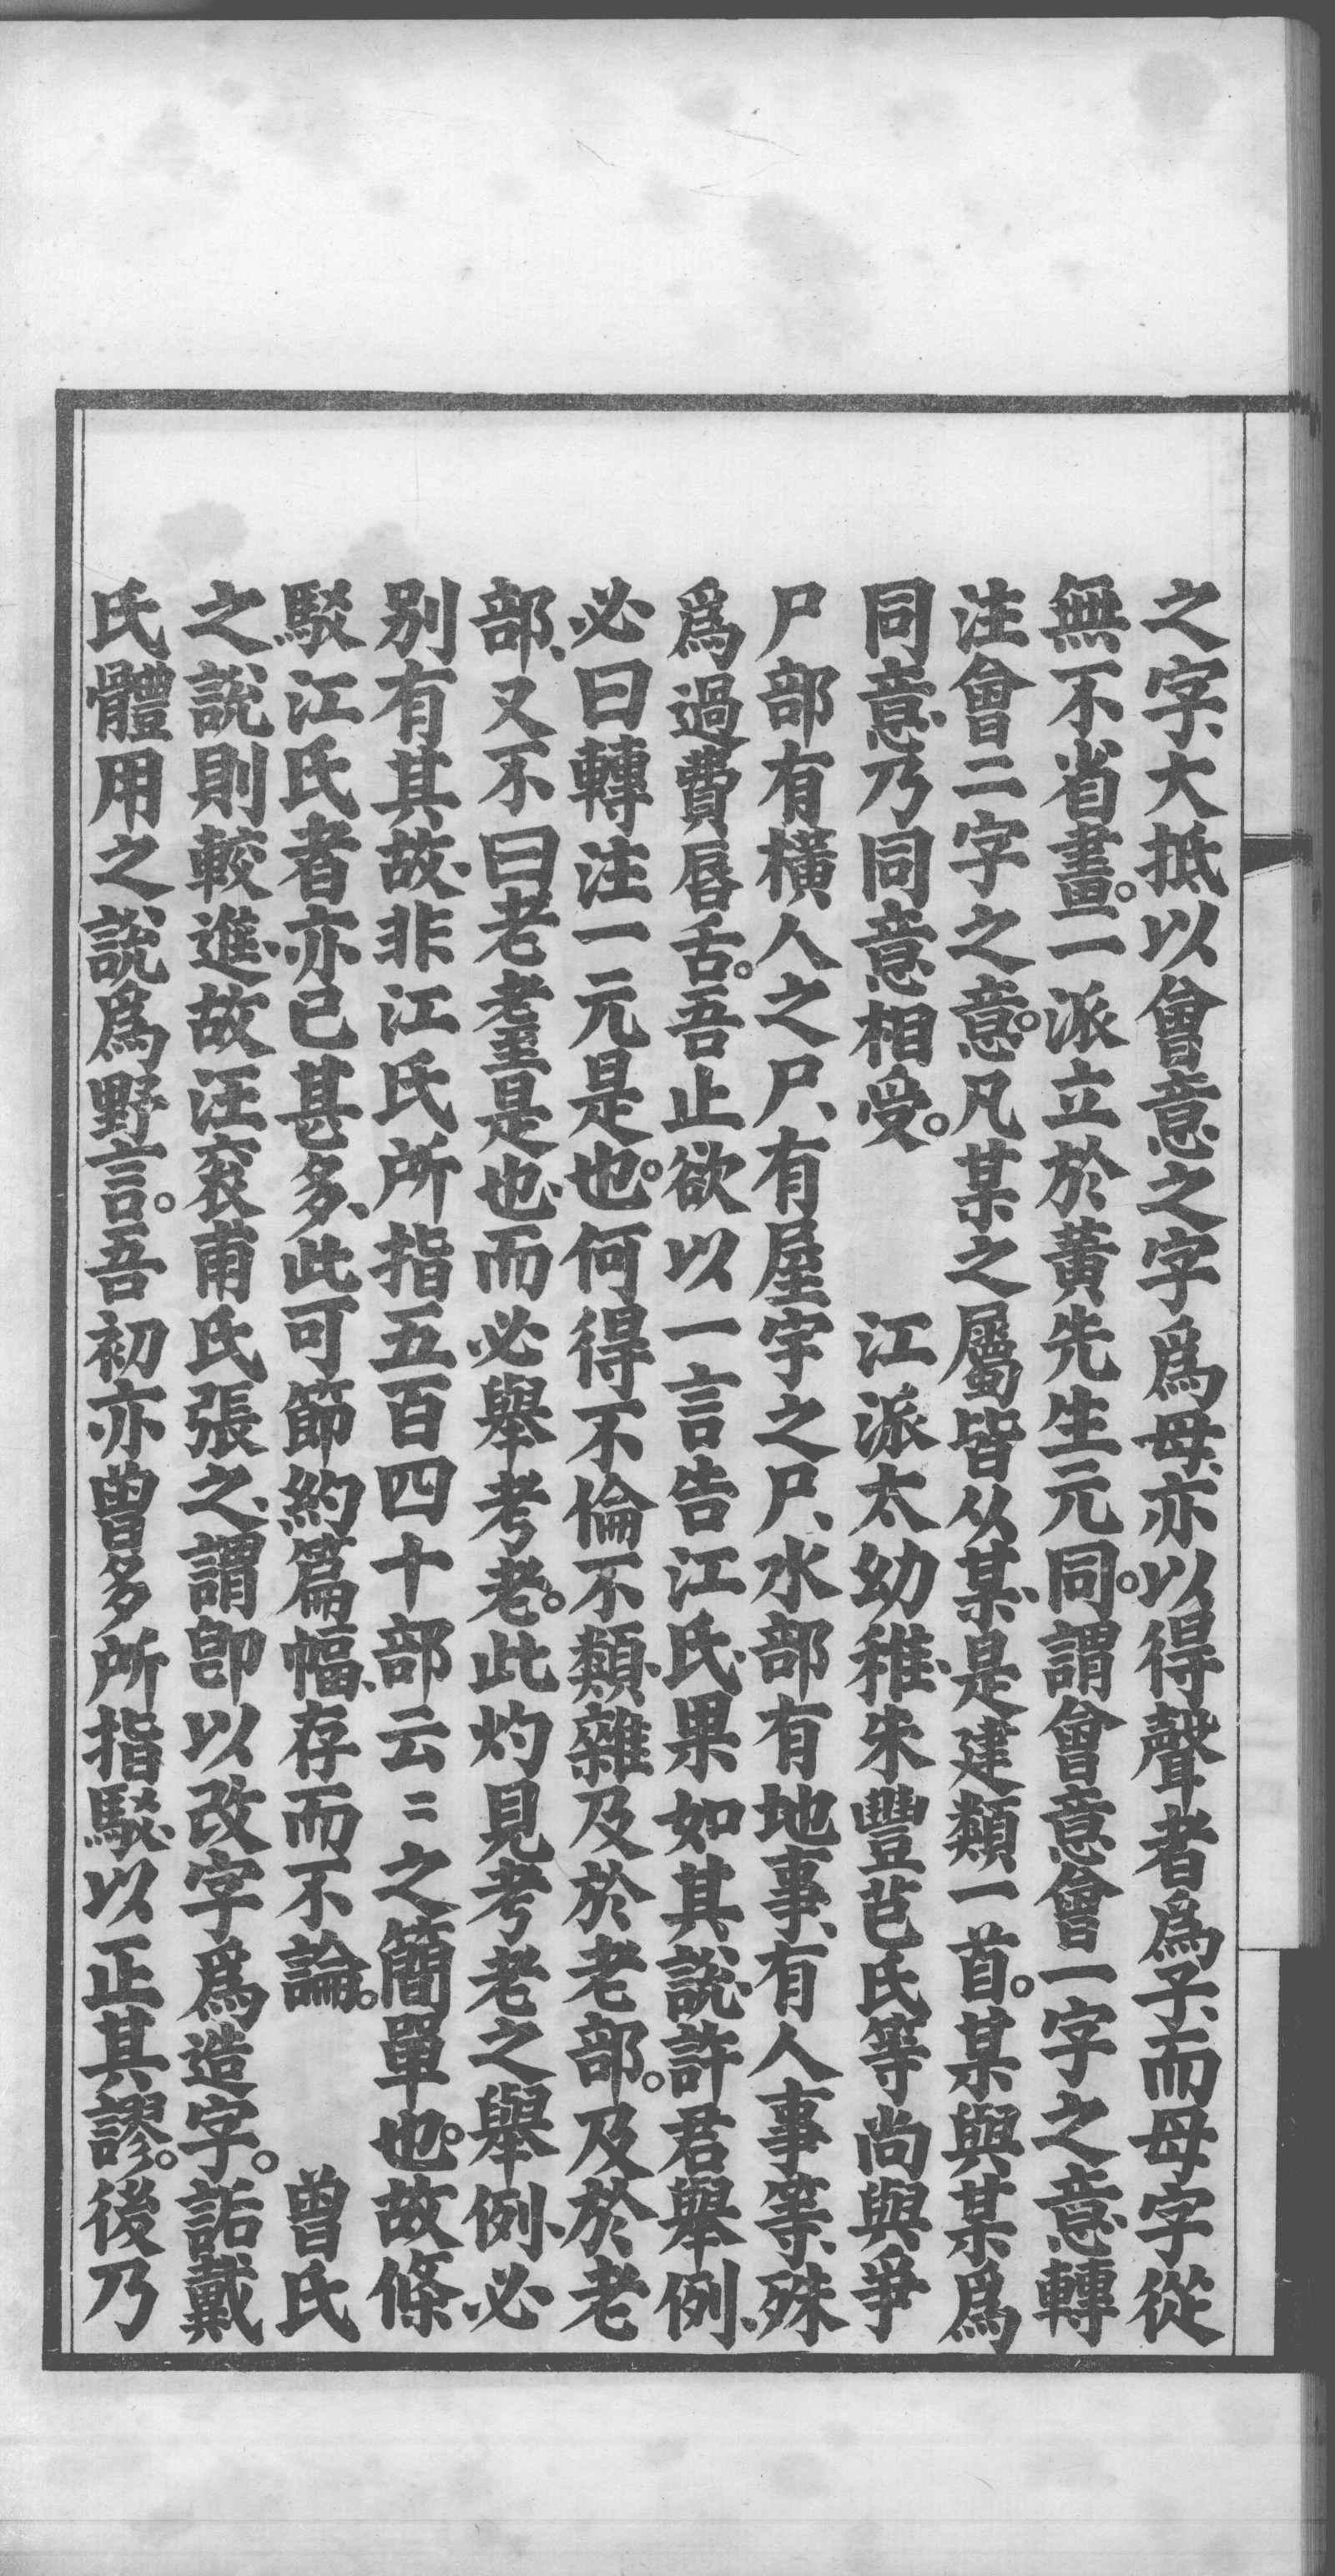 之字、大抵以會意之字爲母、亦以得聲者爲子、而母字從
無不省畫。一派立於黃先生元同。謂會意會一字之意、轉
注會二字之意。凡某之屬皆从某、是建類一首。某與某爲
同意、乃同意相受。　江派太幼稚、朱豐芑氏等尚與爭
尸部有橫人之尸、有屋宇之尸、水部有地事、有人事等、殊
爲過費唇舌。吾止欲以一言告江氏、果如其說、許君舉例、
必曰轉注一元是也。何得不倫不類、雜及於老部。及於老
部、又不曰老耊是也、而必舉考老。此灼見考老之舉例、必
别有其故、非江氏所指五百四十部云〻之簡單也。故條
駁江氏者亦已甚多、此可節約篇幅、存而不論。　曾氏
之說則較進、故汪袞甫氏張之、謂卽以改字爲造字。詬戴
氏體用之說爲野言。吾初亦曾多所指駁、以正其謬。後乃